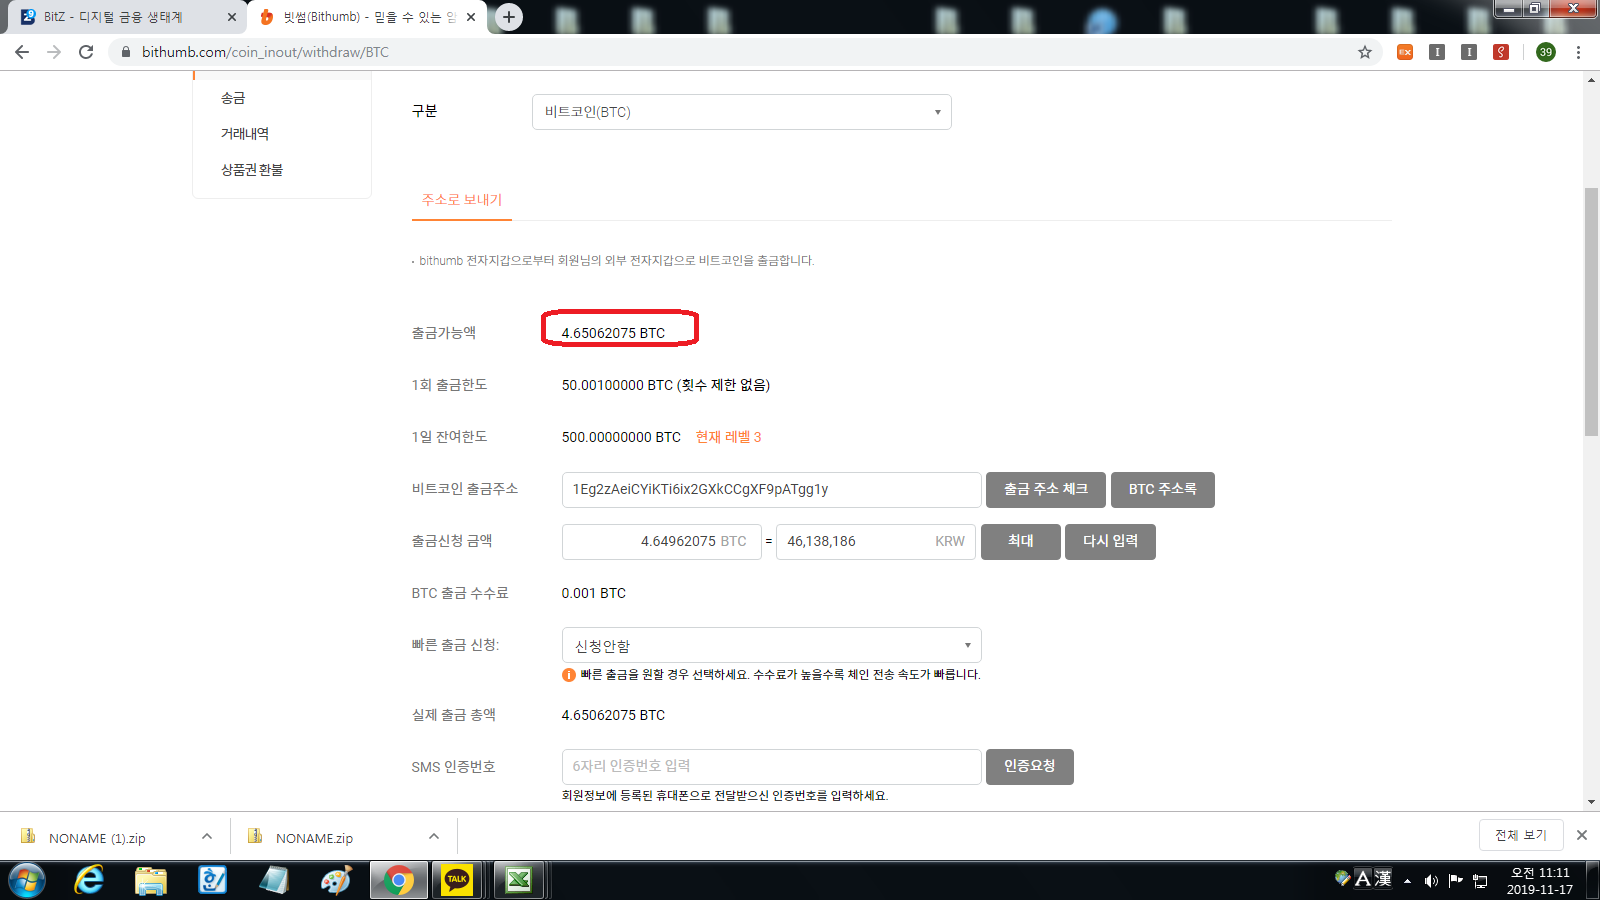 BitZ - 디지털 금융 생태계
빗썸(Bithumb) - 믿을 수 있는 암
bithumb.com/coin_inout/withdraw/BTC
39
송금
거래내역
상품권 환불
구분
비트코인(BTC)
주소로 보내기
· bithumb 전자지갑으로부터 회원님의 외부 전자지갑으로 비트코인을 출금합니다.
출금가능액 4.65062075 BTC
1회 출금한도 50.00100000 BTC (횟수 제한 없음)
1일 잔여한도 500.00000000 BTC 현재 레벨 3
비트코인 출금주소 1Eg2zAeiCYiKTi6ix2GXkCCgXF9pATgg1y 출금 주소 체크 BTC 주소록
출금신청 금액 4.64962075 BTC = 46,138,186 KRW 최대 다시 입력
BTC 출금 수수료 0.001 BTC
빠른 출금 신청: 신청안함
빠른 출금을 원할 경우 선택하세요. 수수료가 높을수록 체인 전송 속도가 빠릅니다.
실제 출금 총액 4.65062075 BTC
SMS 인증번호 6자리 인증번호 입력 인증요청
회원정보에 등록된 휴대폰으로 전달받으신 인증번호를 입력하세요.
NONAME (1).zip
NONAME.zip
전체 보기
TALK
A 漢
오전 11:11
2019-11-17